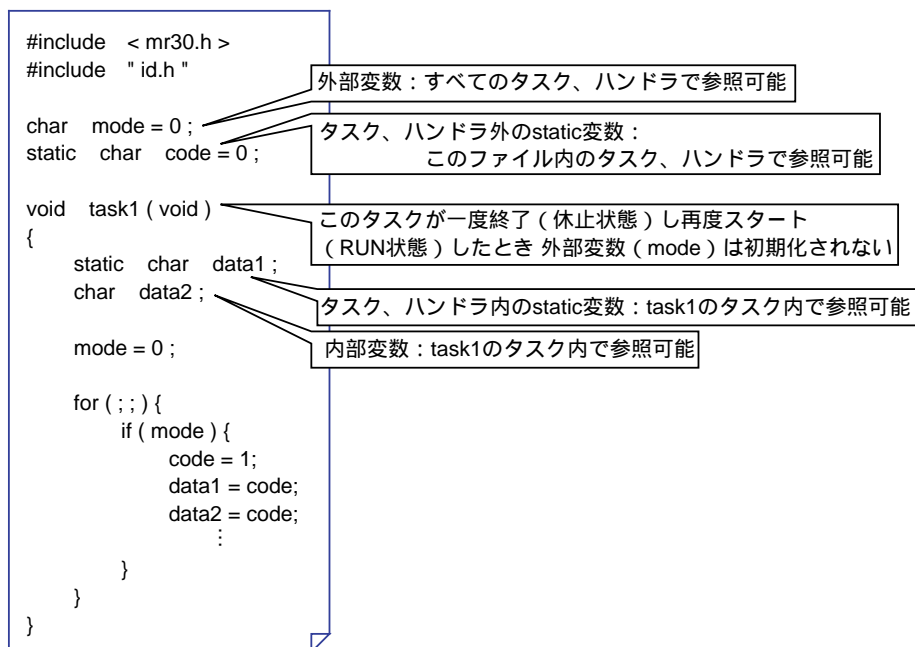 #include < mr30.h >
#include " id.h "
外部変数：すべてのタスク、ハンドラで参照可能
char mode = 0 ;
static char code = 0 ;
タスク、ハンドラ外のstatic変数：
このファイル内のタスク、ハンドラで参照可能
void task1 ( void )
{
このタスクが一度終了（休止状態）し再度スタート
（RUN状態）したとき 外部変数（mode）は初期化されない
static char data1 ;
char data2 ;
タスク、ハンドラ内のstatic変数：task1のタスク内で参照可能
mode = 0 ;
内部変数：task1のタスク内で参照可能
for ( ; ; ) {
if ( mode ) {
code = 1;
data1 = code;
data2 = code;
⋮
}
}
}